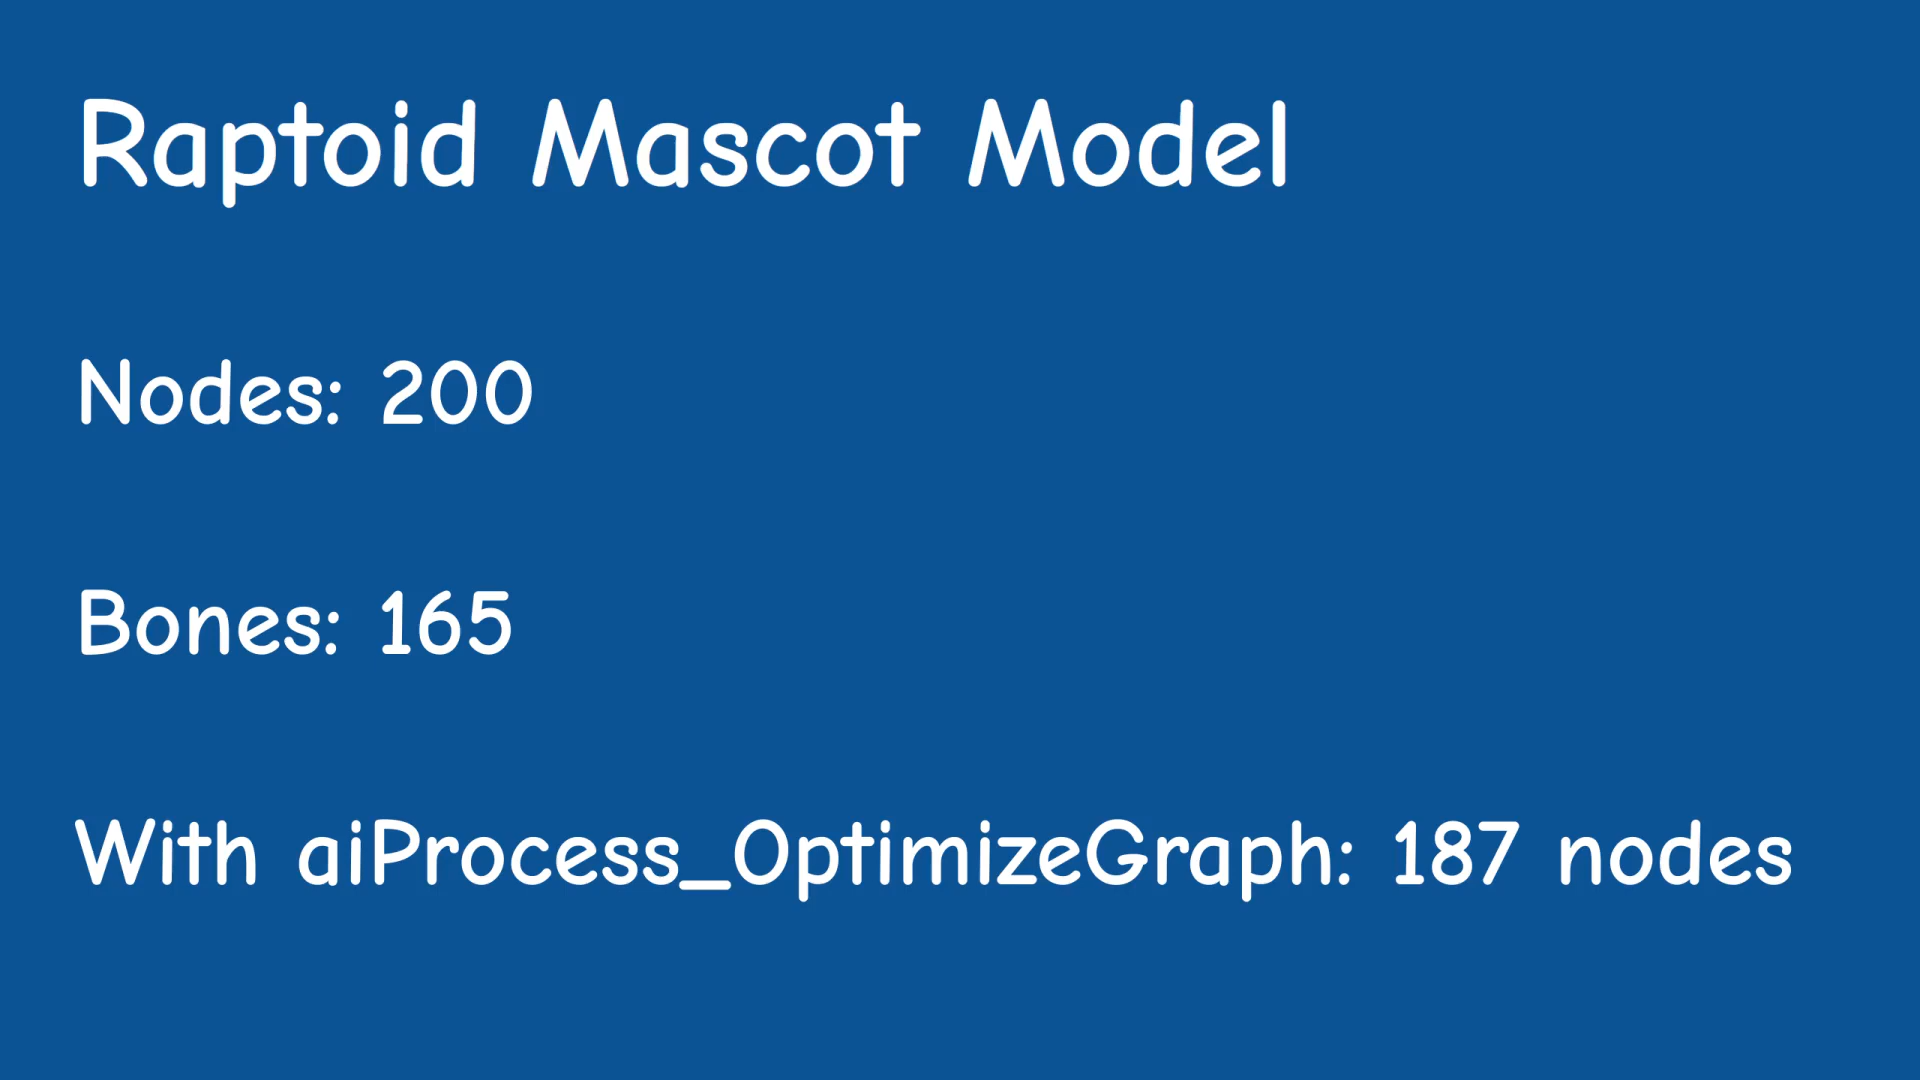 Raptoid Mascot Model
Nodes: 200
Bones: 165
With aiProcess_OptimizeGraph: 187 nodes